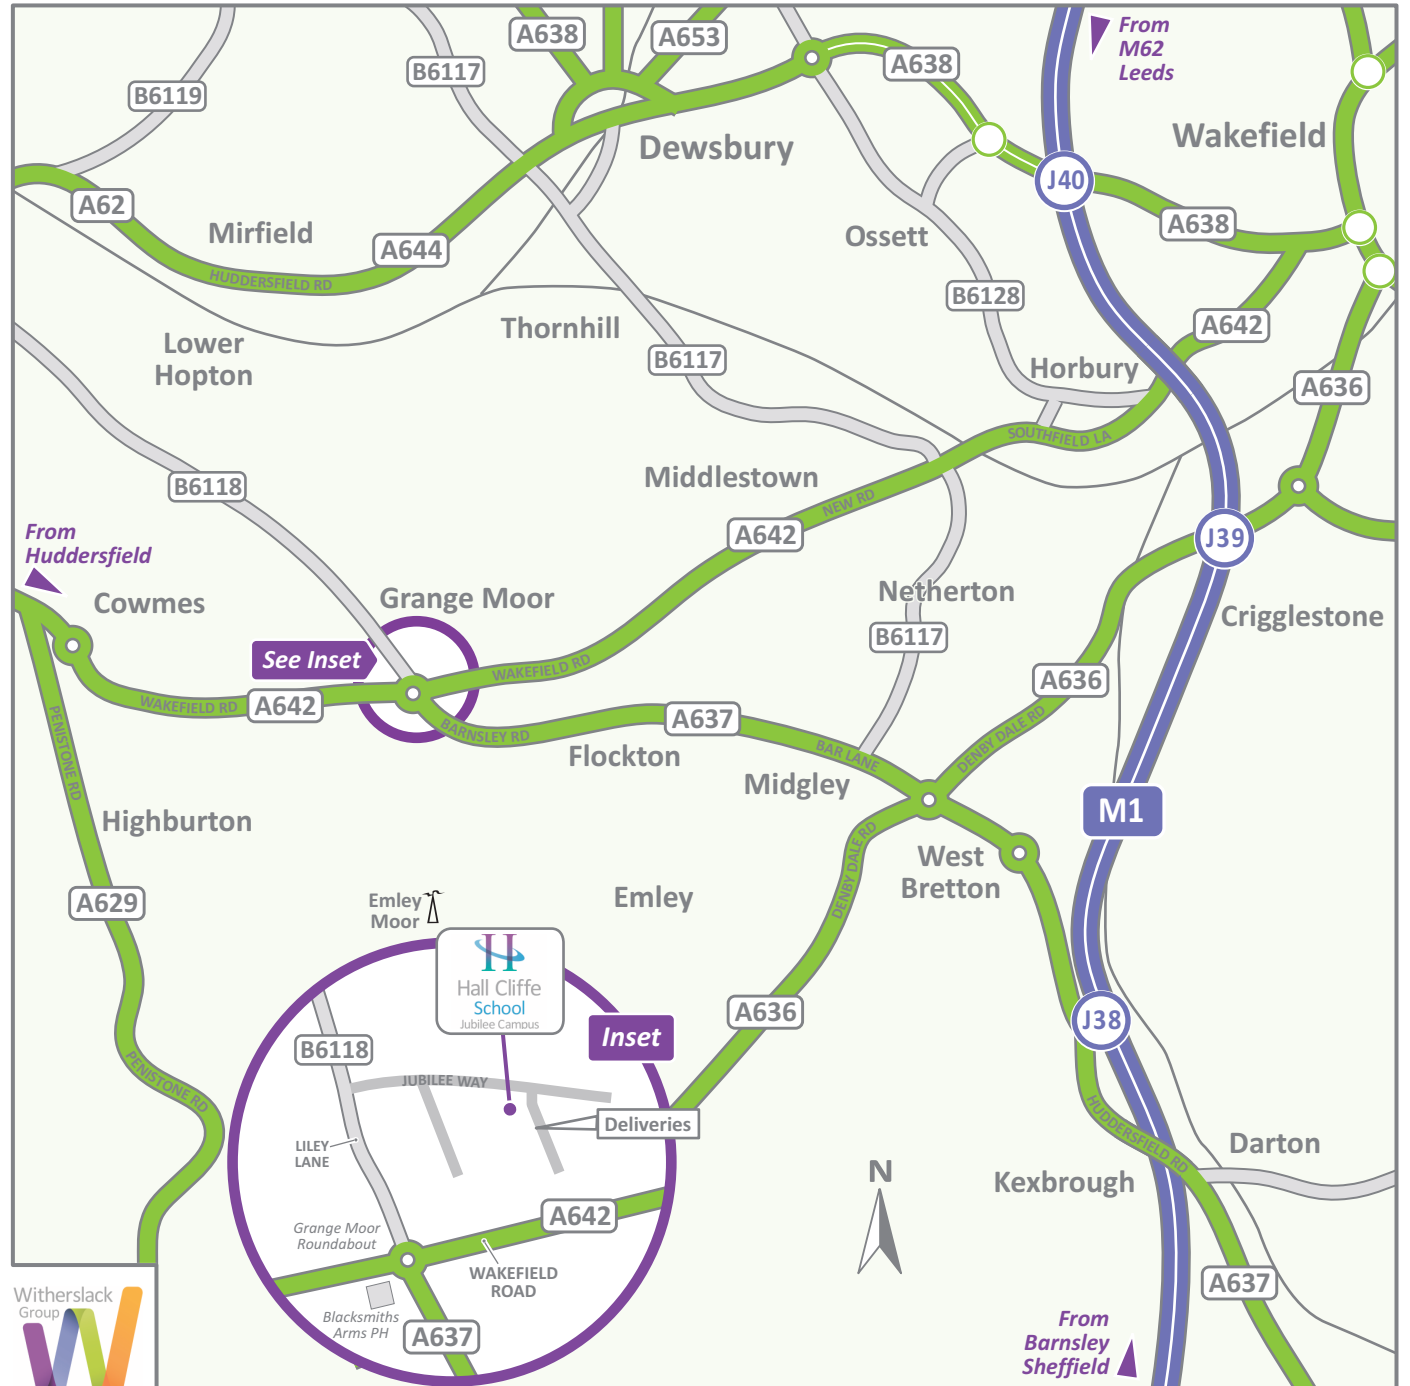 A638
A653
From
M62
Leeds
B6117
A638
B6119
Wakefield
Dewsbury
J40
A62
Mirfield
A638
A644
Ossett
HUDDERSFIELD RD
B6128
A642
Thornhill
Lower
Hopton
B6117
Horbury
A636
SOUTHFIELD LA
Middlestown
B6118
NEW RD
A642
J39
From
Huddersfield
Cowmes
Grange Moor
Netherton
Crigglestone
B6117
See Inset
WAKEFIELD RD
A636
WAKEFIELD RD
A642
A637
BARNSLEY RD
PENISTONE RD
Flockton
BAR LANE
DENBY DALE RD
Midgley
M1
Highburton
West
Bretton
DENBY DALE RD
Emley
A629
Emley
Moor
Hall Cliffe
School
Jubilee Campus
A636
J38
Inset
B6118
JUBILEE WAY
PENISTONE RD
Deliveries
HUDDERSFIELD RD
LILEY
LANE
Darton
N
Kexbrough
A642
Grange Moor
Roundabout
WAKEFIELD
ROAD
A637
Witherslack
Group
Blacksmiths
Arms PH
A637
From
Barnsley
Sheffield